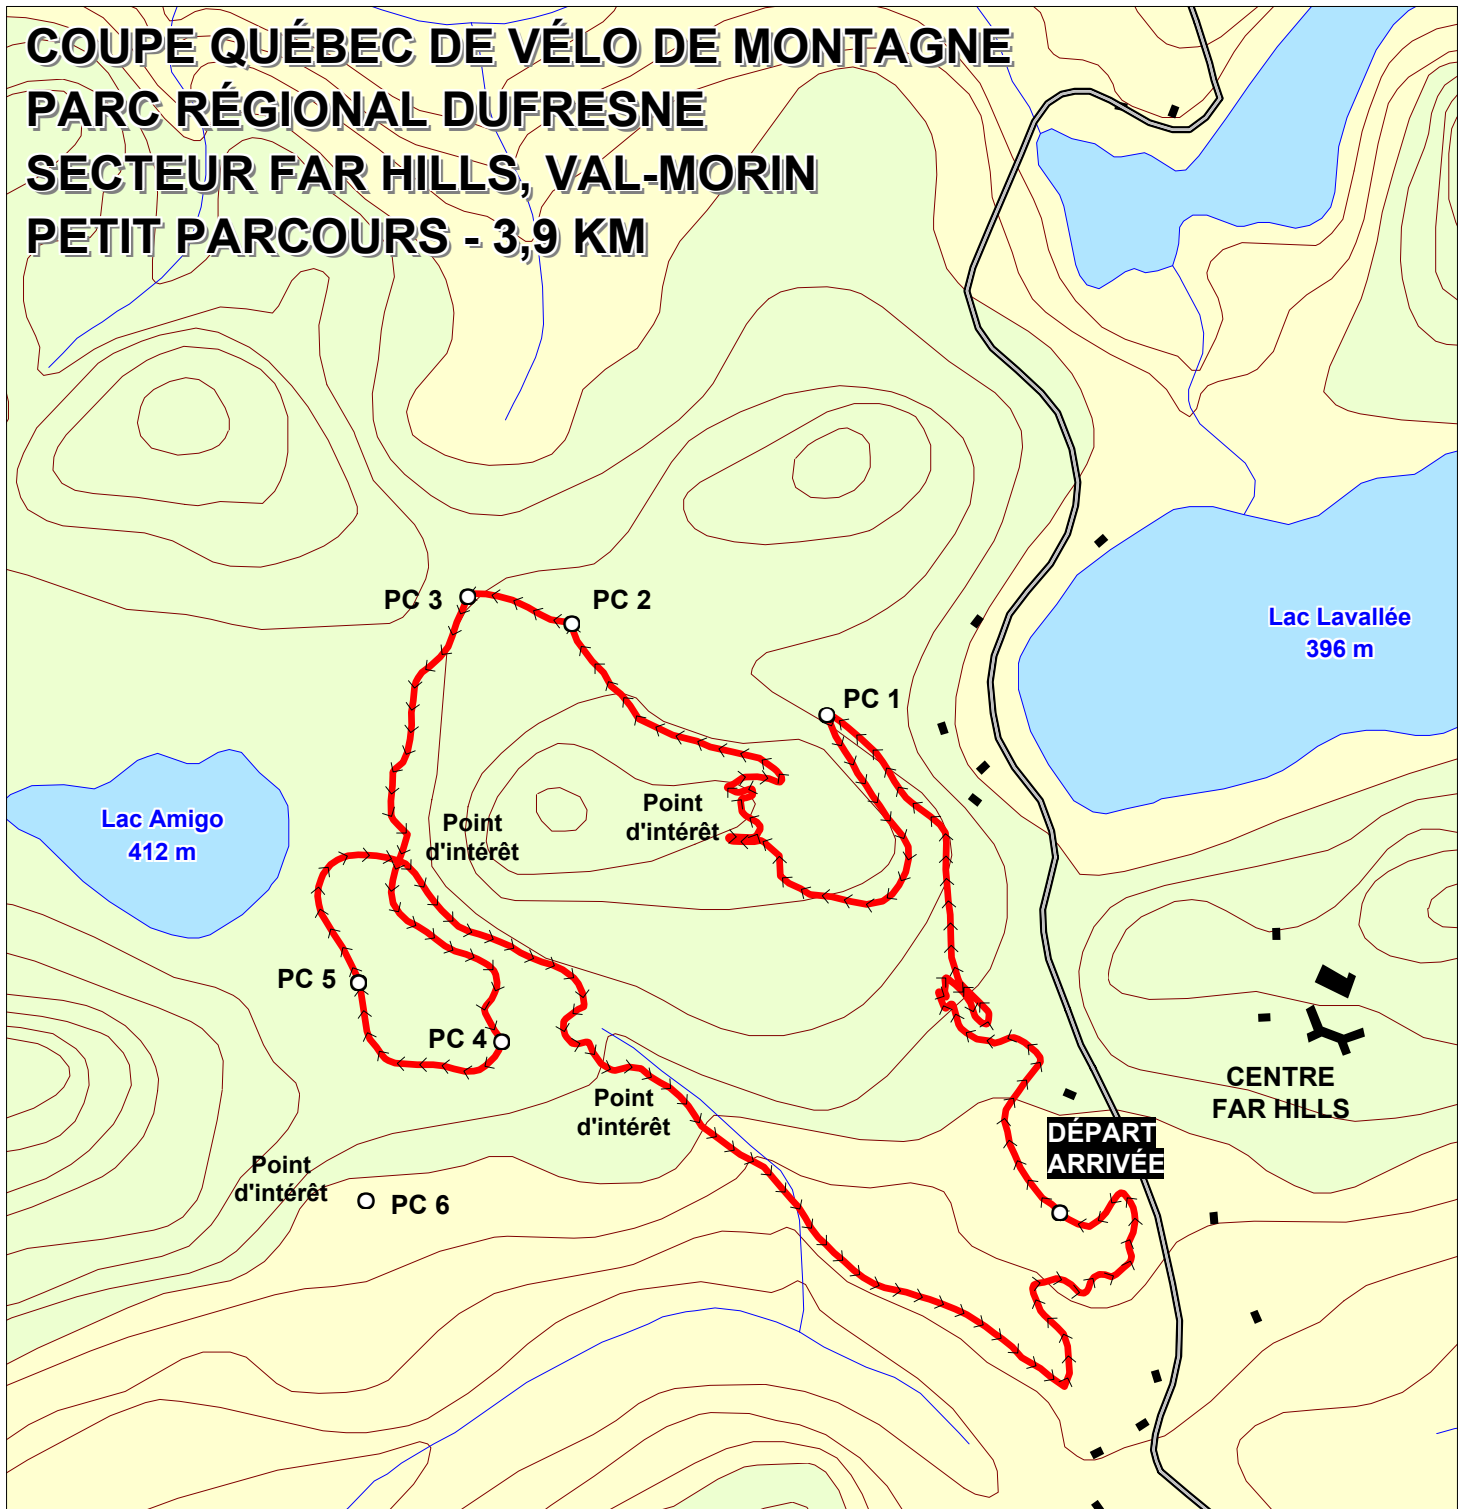 COUPE QUÉBEC DE VÉLO DE MONTAGNE
PARC RÉGIONAL DUFRESNE
SECTEUR FAR HILLS, VAL-MORIN
PETIT PARCOURS - 3,9 KM
PC 3
PC 2
Lac Lavallée
396 m
PC 1
Point
d'intérêt
Lac Amigo
412 m
Point
d'intérêt
PC 5
PC 4
CENTRE
FAR HILLS
Point
d'intérêt
DÉPART
ARRIVÉE
Point
d'intérêt
PC 6